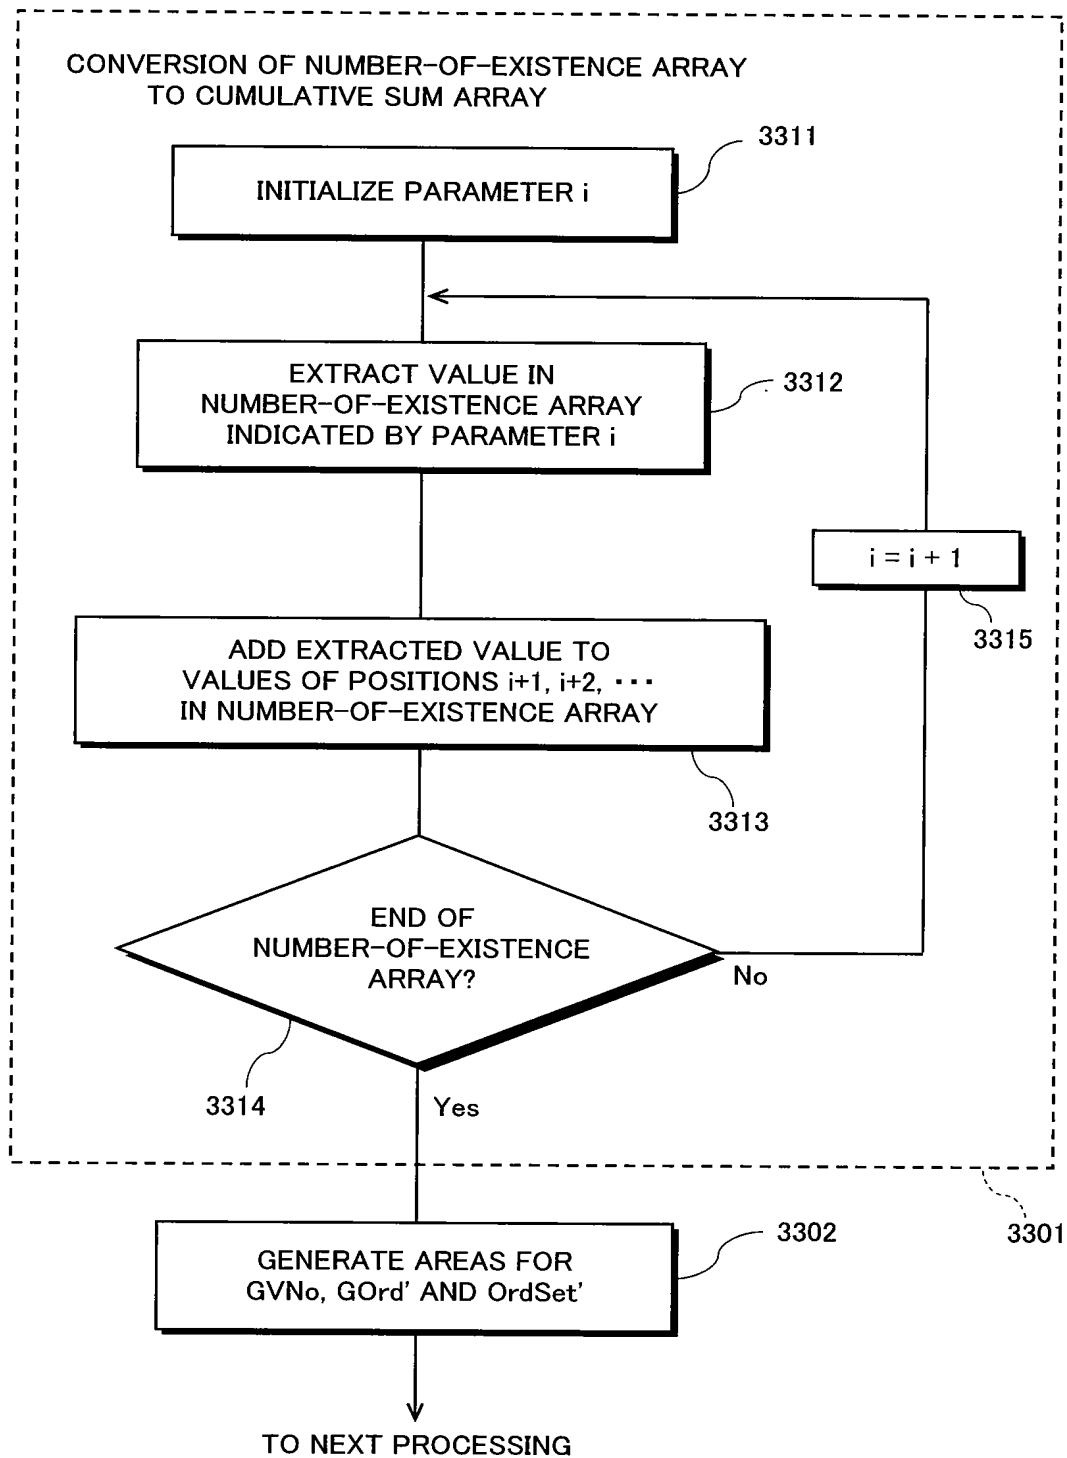 CONVERSION OF NUMBER-OF-EXISTENCE ARRAY
TO CUMULATIVE SUM ARRAY
3311
INITIALIZE PARAMETER i
EXTRACT VALUE IN
NUMBER-OF-EXISTENCE ARRAY
INDICATED BY PARAMETER i
3312
i = i + 1
3315
ADD EXTRACTED VALUE TO
VALUES OF POSITIONS i+1, i+2, ･･･
IN NUMBER-OF-EXISTENCE ARRAY
3313
END OF
NUMBER-OF-EXISTENCE
ARRAY?
No
3314
Yes
3301
3302
GENERATE AREAS FOR
GVNo, GOrd' AND OrdSet'
TO NEXT PROCESSING